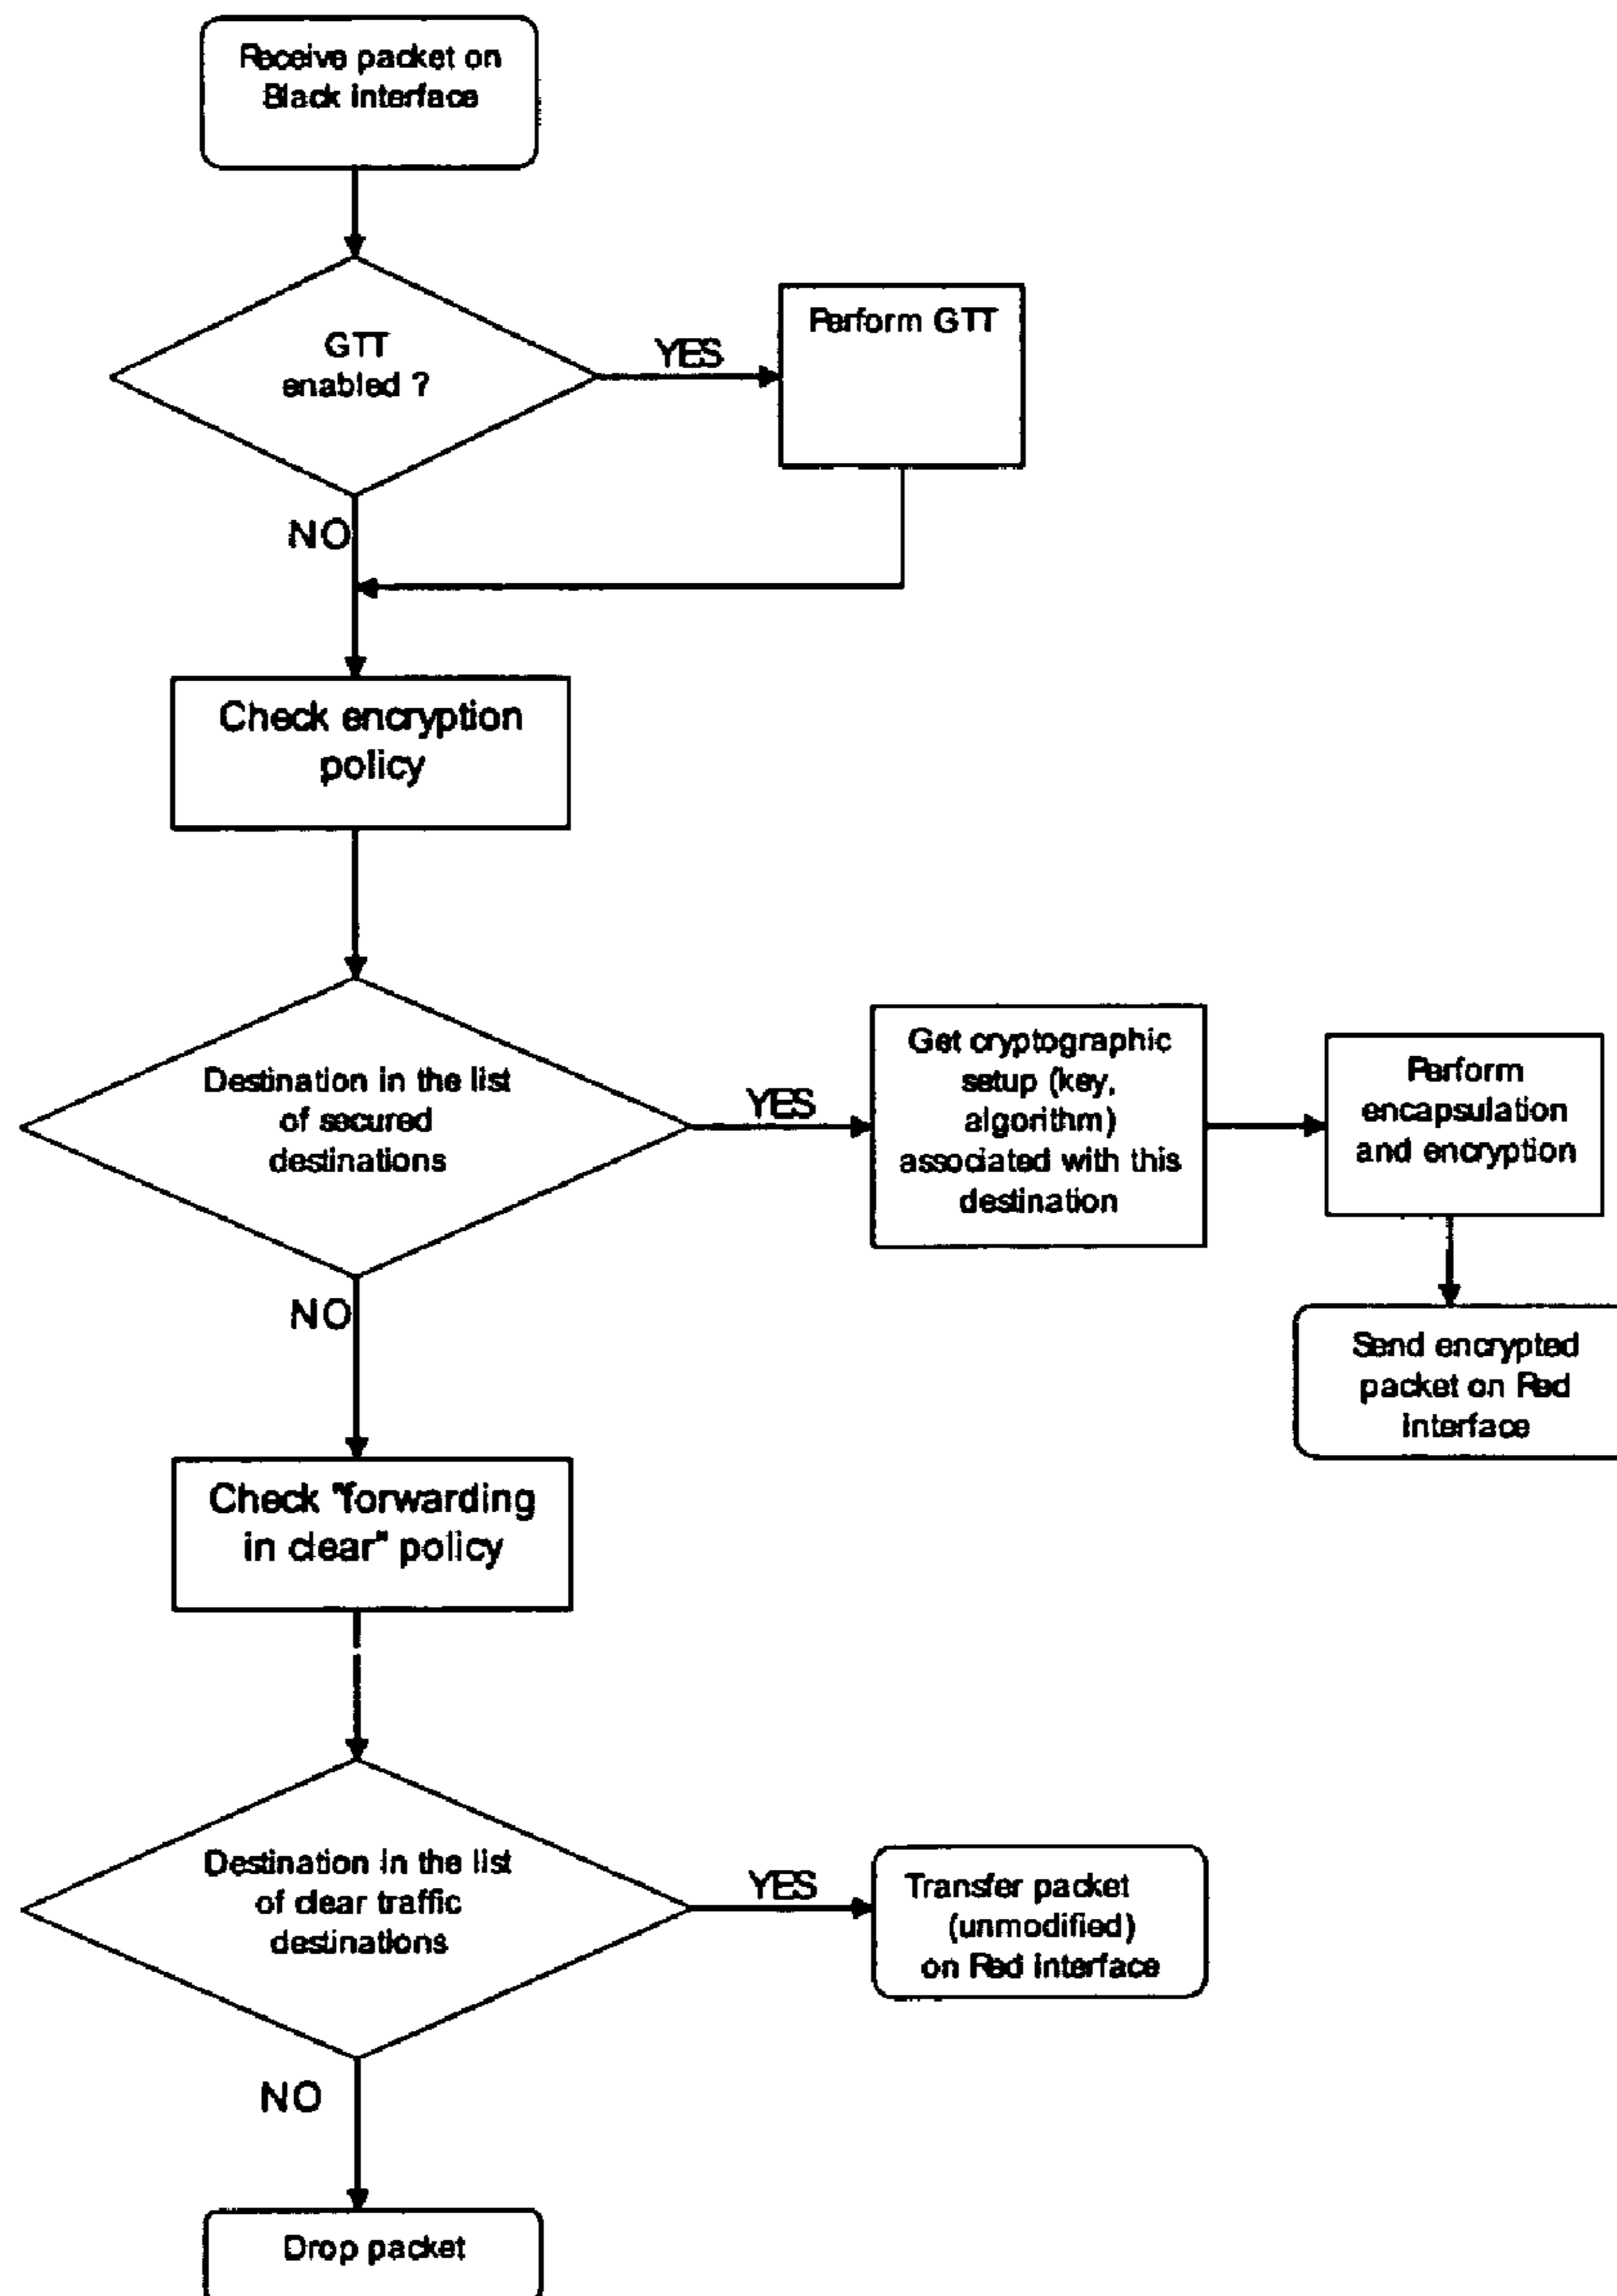 Receive packet on
Black interface
GTT
enabled ?
YES
Perform GTT
NO
Check encryption
policy
Destination in the list
of secured
destinations
YES
Get cryptographic
setup (key,
algorithm)
associated with this
destination
Perform
encapsulation
and encryption
Send encrypted
packet on Red
interface
NO
Check "forwarding
in clear" policy
Destination in the list
of clear traffic
destinations
YES
Transfer packet
(unmodified)
on Red interface
NO
Drop packet